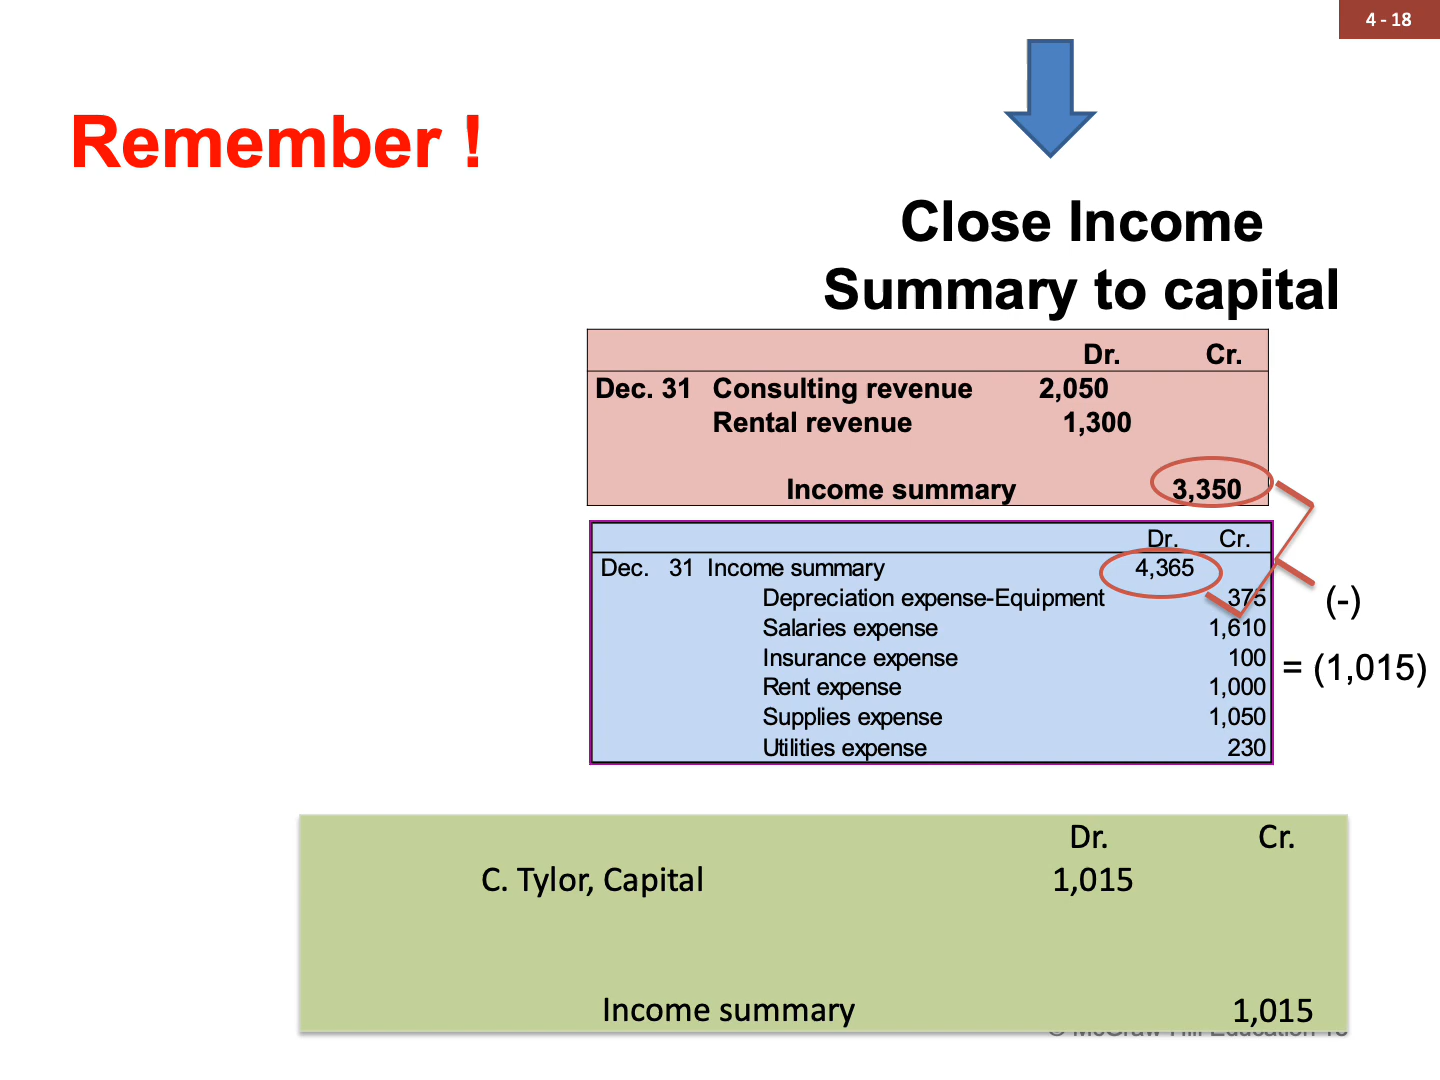 4 - 18
Remember !
Close Income
Summary to capital
Dr. Cr.
Dec. 31 Consulting revenue 2,050
Rental revenue 1,300
Income summary 3,350
Dr. Cr.
Dec. 31 Income summary 4,365
Depreciation expense-Equipment 375
Salaries expense 1,610
Insurance expense 100
Rent expense 1,000
Supplies expense 1,050
Utilities expense 230
(-)
= (1,015)
Dr. Cr.
C. Tylor, Capital 1,015
Income summary 1,015
© McGraw-Hill Education